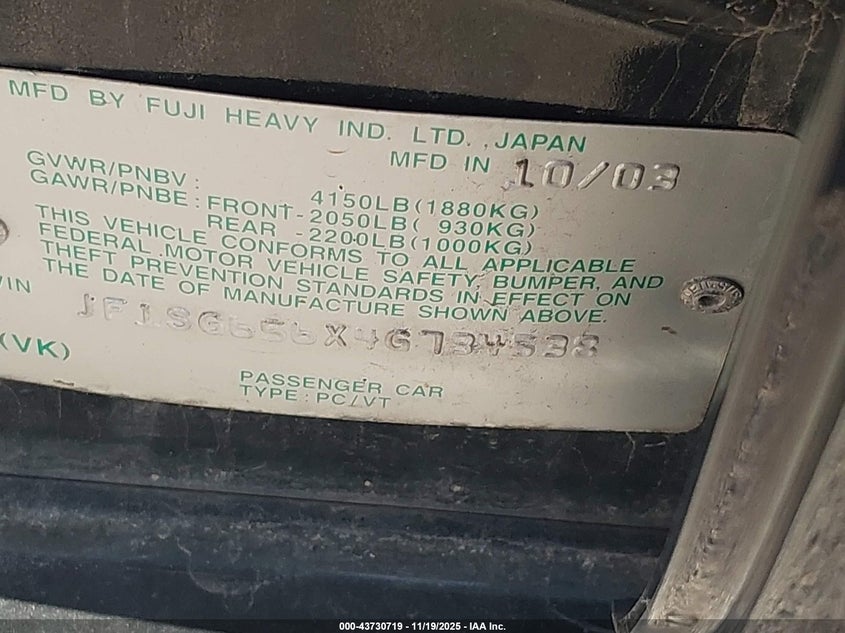 MFD BY FUJI HEAVY IND. LTD., JAPAN
MFD IN 10/03
GVWR/PNBV: 4150LB(1880KG)
GAWR/PNBE: FRONT-2050LB( 930KG)
REAR -2200LB(1000KG)
THIS VEHICLE CONFORMS TO ALL APPLICABLE
FEDERAL MOTOR VEHICLE SAFETY, BUMPER, AND
THEFT PREVENTION STANDARDS IN EFFECT ON
THE DATE OF MANUFACTURE SHOWN ABOVE.
(VK)
PASSENGER CAR
TYPE: PC/VT
000-43730719 - 11/19/2025 - IAA Inc.